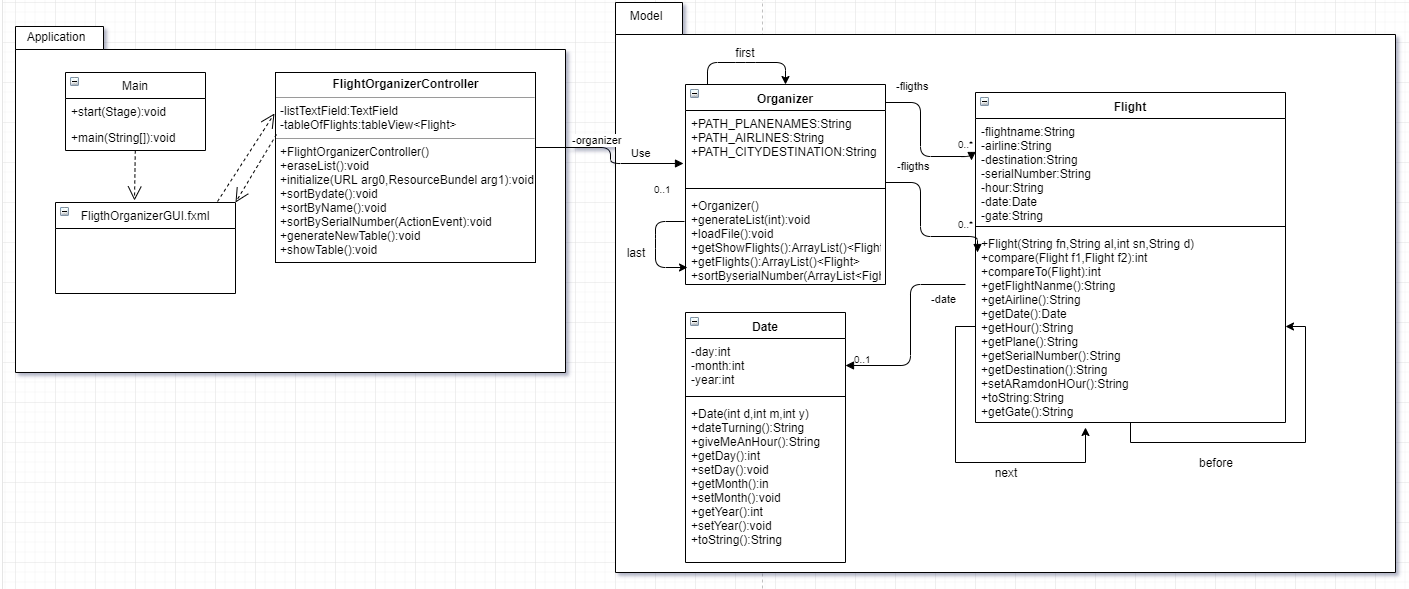 Application
Main
+start(Stage):void
+main(String[]):void
FligthOrganizerGUI.fxml
FlightOrganizerController
-listTextField:TextField
-tableOfFlights:tableView<Flight>
+FlightOrganizerController()
+eraseList():void
+initialize(URL arg0,ResourceBundel arg1):void
+sortBydate():void
+sortByName():void
+sortBySerialNumber(ActionEvent):void
+generateNewTable():void
+showTable():void
-organizer
Use
Model
first
Organizer
+PATH_PLANENAMES:String
+PATH_AIRLINES:String
+PATH_CITYDESTINATION:String
0..1
+Organizer()
+generateList(int):void
+loadFile():void
+getShowFlights():ArrayList()<Flight
+getFlights():ArrayList()<Flight>
+sortByserialNumber(ArrayList<Fligh
last
-fligths
0..*
-fligths
0..*
Flight
-flightname:String
-airline:String
-destination:String
-serialNumber:String
-hour:String
-date:Date
-gate:String
+Flight(String fn,String al,int sn,String d)
+compare(Flight f1,Flight f2):int
+compareTo(Flight):int
+getFlightNanme():String
+getAirline():String
+getDate():Date
+getHour():String
+getPlane():String
+getSerialNumber():String
+getDestination():String
+setARamdonHOur():String
+toString:String
+getGate():String
next
before
-date
0..1
Date
-day:int
-month:int
-year:int
+Date(int d,int m,int y)
+dateTurning():String
+giveMeAnHour():String
+getDay():int
+setDay():void
+getMonth():in
+setMonth():void
+getYear():int
+setYear():void
+toString():String